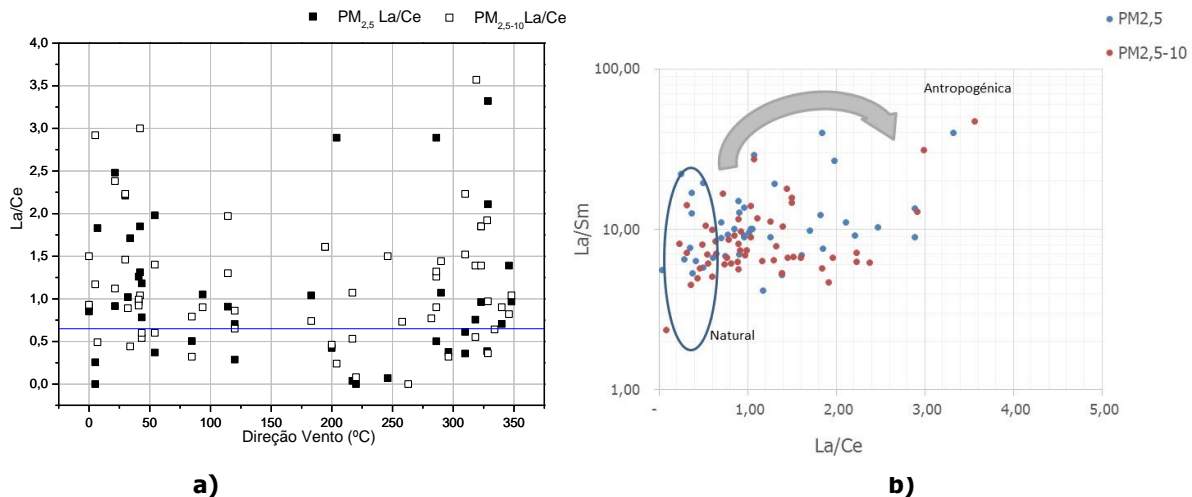 PM2,5 La/Ce PM2,5-10 La/Ce
4,0
3,5
3,0
2,5
2,0
1,5
1,0
0,5
0,0
La/Ce
0 50 100 150 200 250 300 350
Direção Vento (ºC)
a)
PM2,5
PM2,5-10
100,00
10,00
1,00
La/Sm
Antropogénica
Natural
- 1,00 2,00 3,00 4,00 5,00
La/Ce
b)